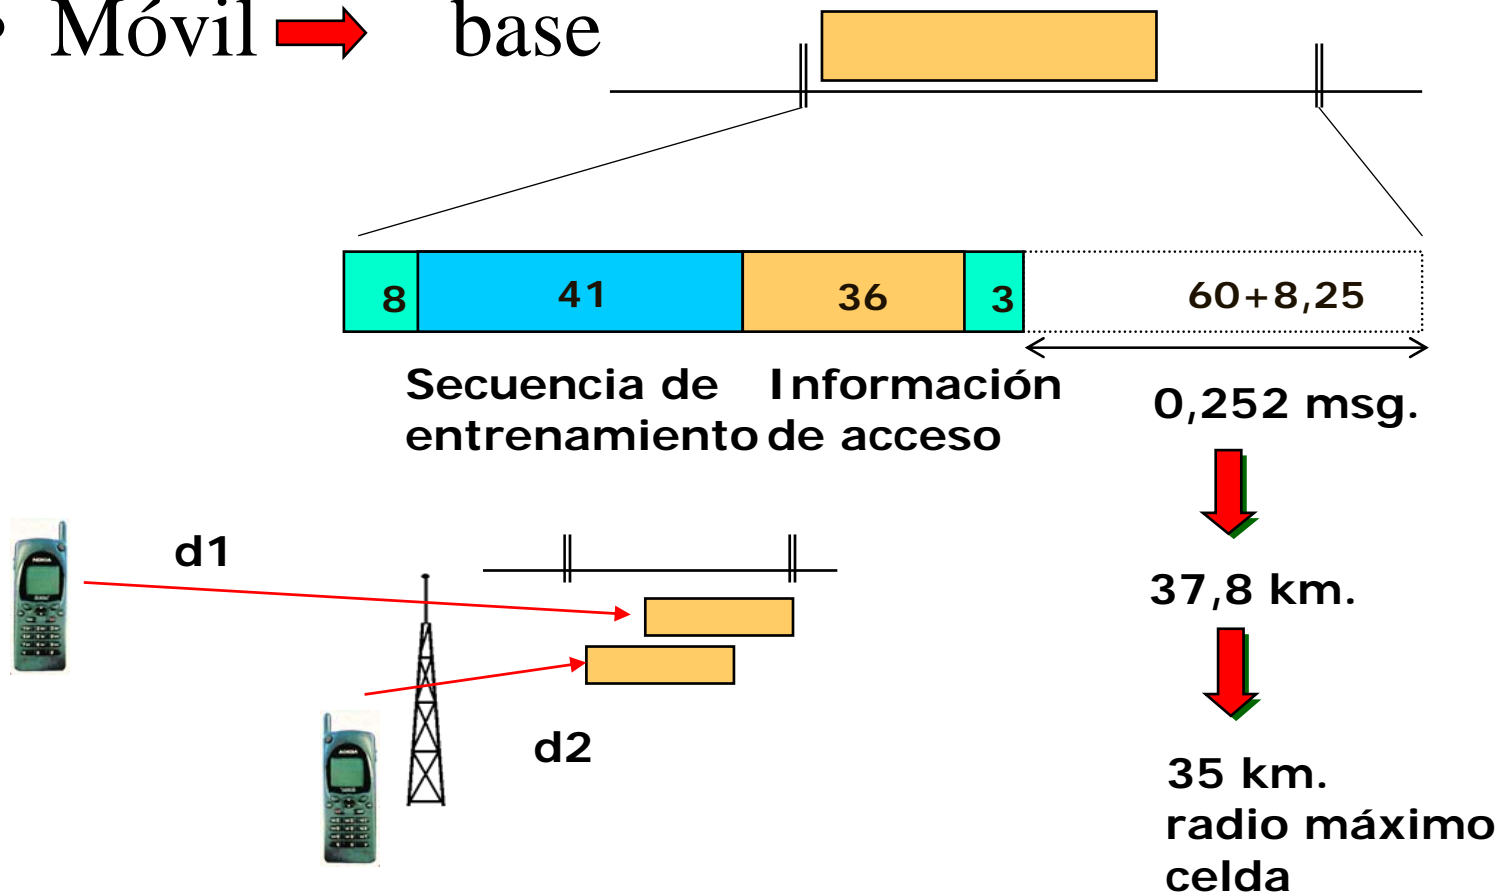 • Móvil base
8 41 36 3 60+8,25
Secuencia de Información
entrenamiento de acceso
0,252 msg.
d1
37,8 km.
d2
35 km.
radio máximo
celda